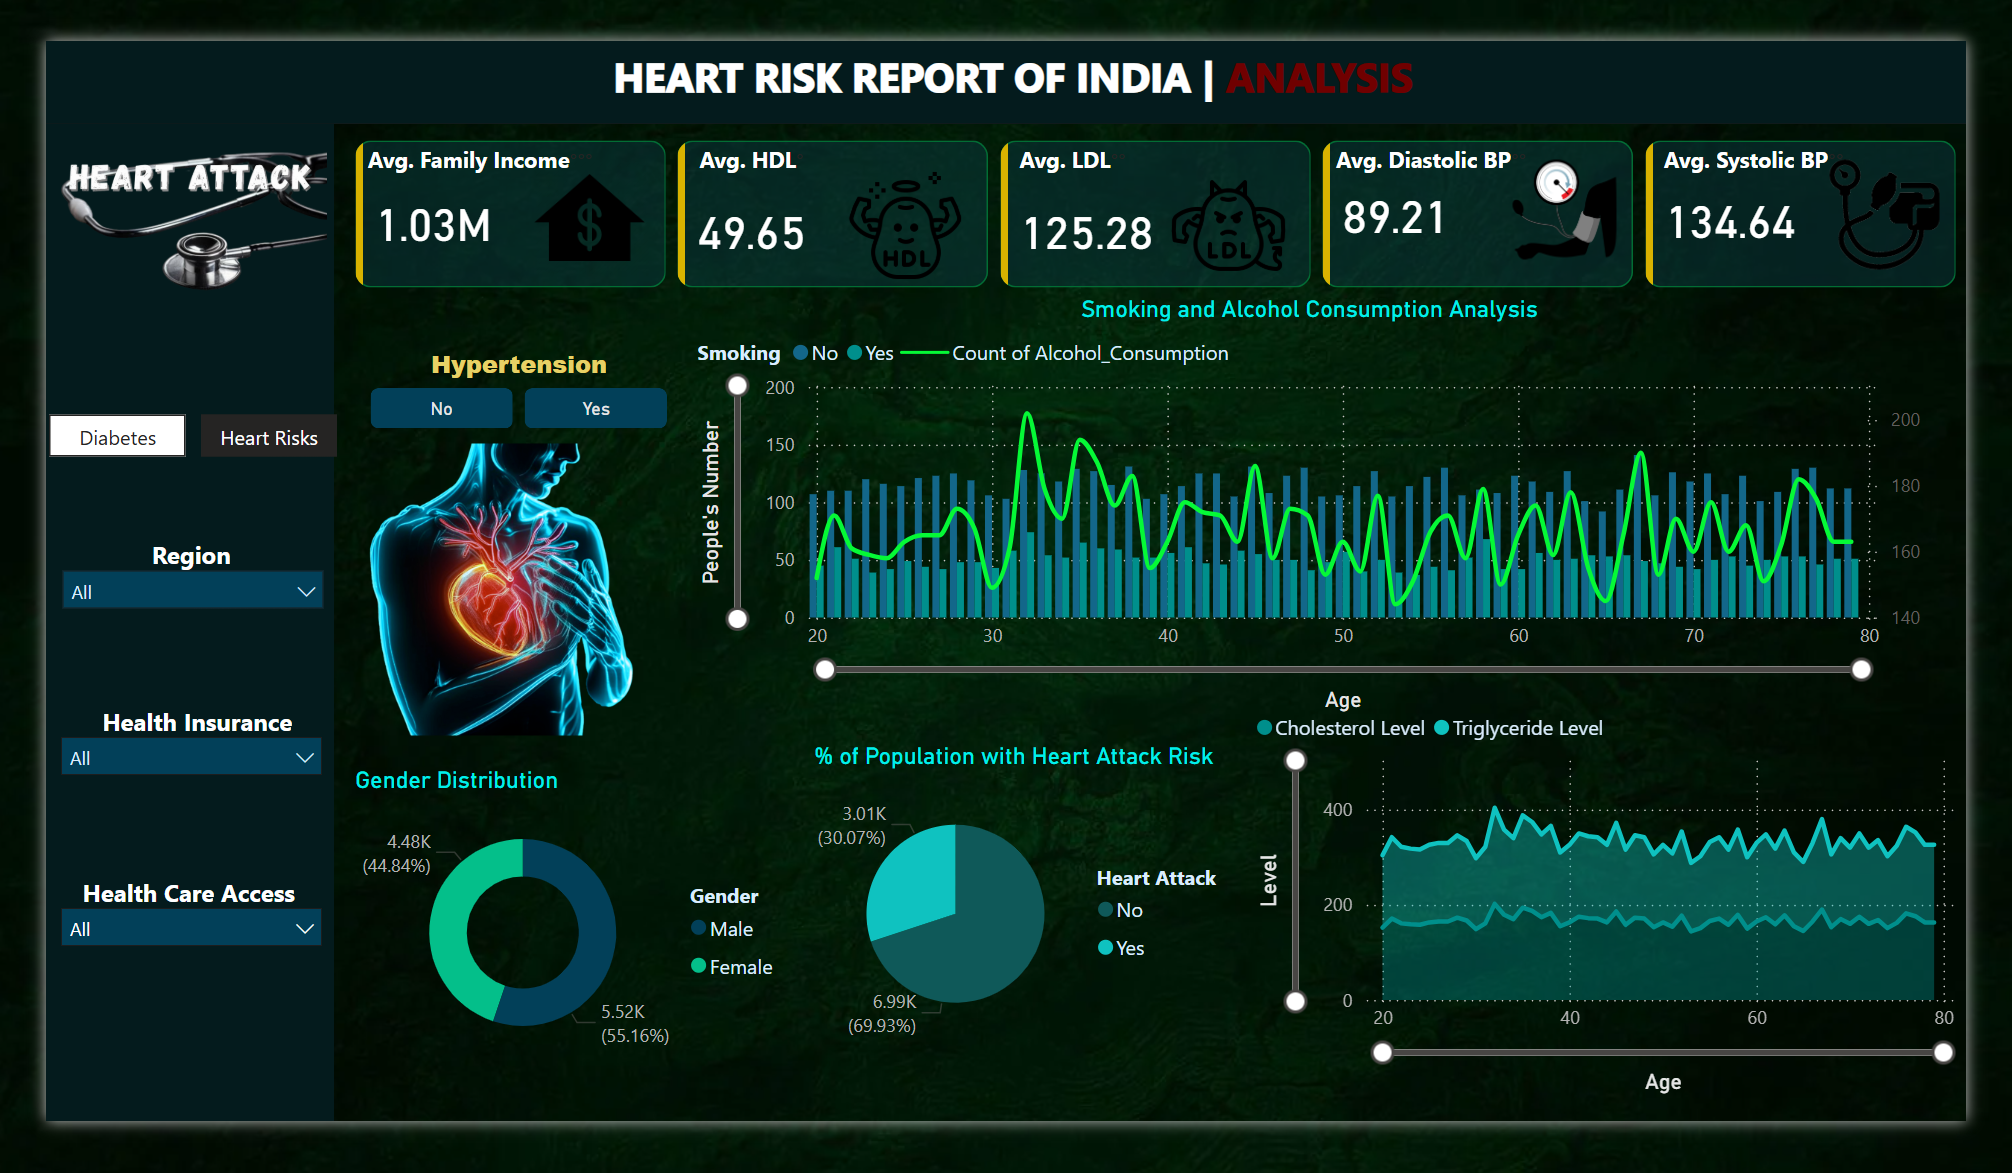 HEART RISK REPORT OF INDIA | ANALYSIS
HEART ATTACK
Avg. Family Income
1.03M
$
Avg. HDL
49.65
HDL
Avg. LDL
125.28
LDL
Avg. Diastolic BP
89.21
Avg. Systolic BP
134.64
Diabetes
Heart Risks
Region
All
Health Insurance
All
Health Care Access
All
Hypertension
No
Yes
Smoking and Alcohol Consumption Analysis
Smoking No Yes Count of Alcohol_Consumption
People's Number
200
150
100
50
0
200
180
160
140
20 30 40 50 60 70 80
Age
Gender Distribution
4.48K
(44.84%)
5.52K
(55.16%)
Gender
Male
Female
% of Population with Heart Attack Risk
3.01K
(30.07%)
6.99K
(69.93%)
Heart Attack
No
Yes
Cholesterol Level Triglyceride Level
Level
400
200
0
20 40 60 80
Age